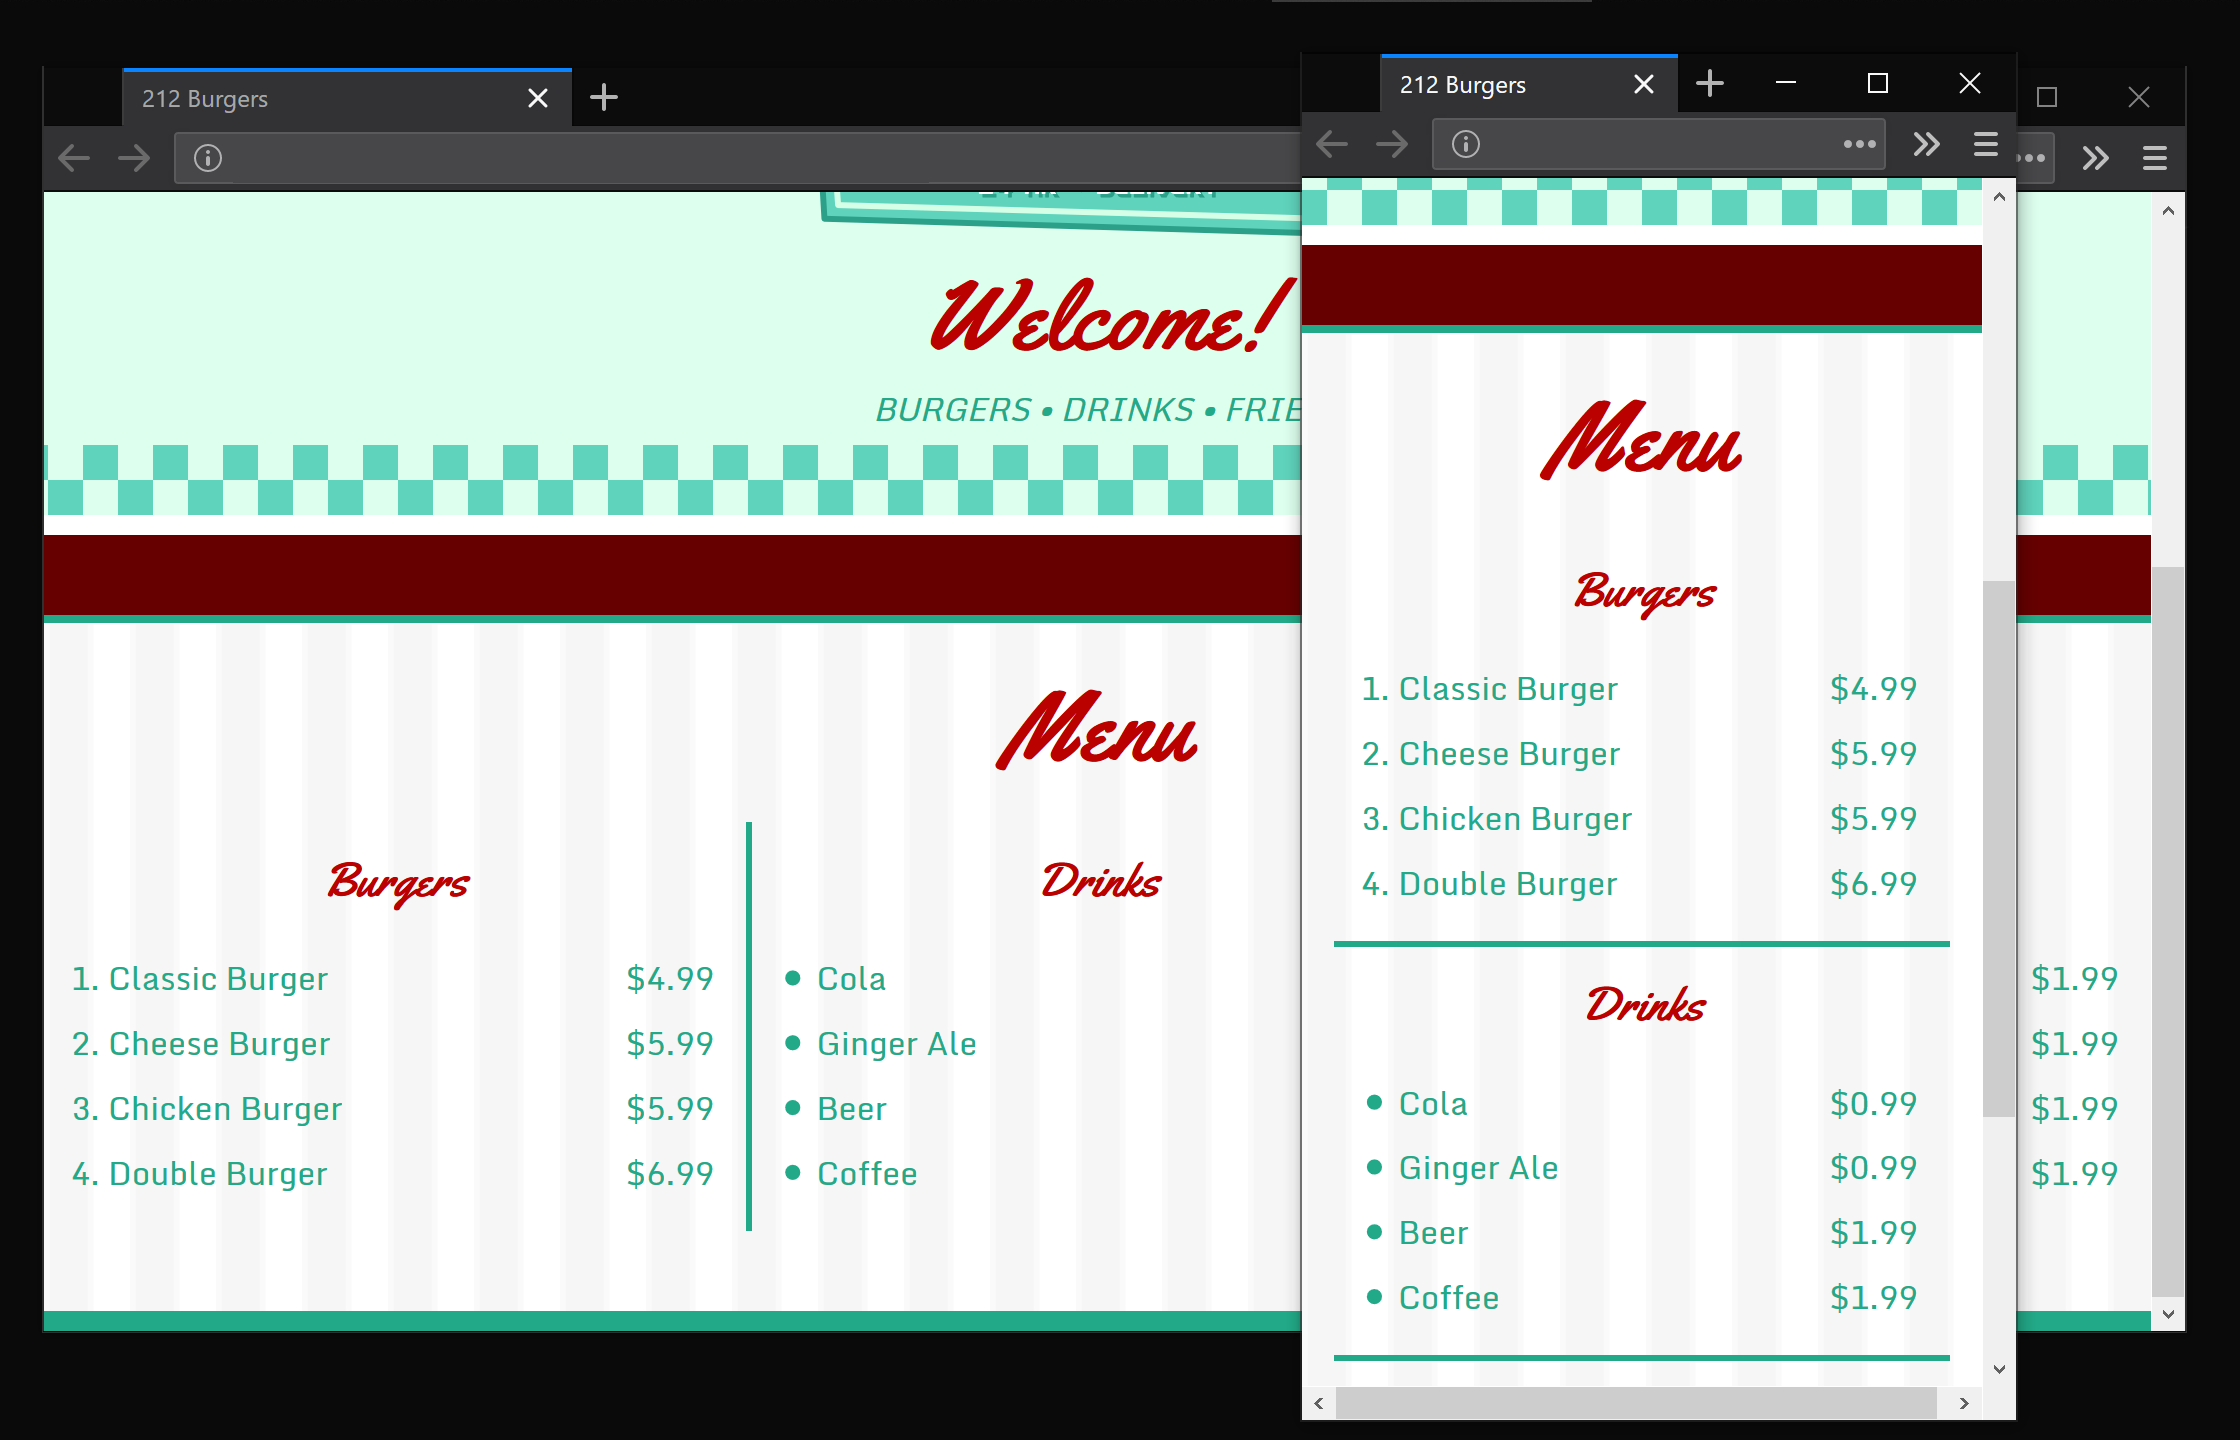 212 Burgers
Welcome!
BURGERS • DRINKS •
Menu
Burgers
1. Classic Burger $4.99
2. Cheese Burger $5.99
3. Chicken Burger $5.99
4. Double Burger $6.99
Drinks
• Cola
• Ginger Ale
• Beer
• Coffee
$1.99
$1.99
$1.99
$1.99
212 Burgers
Menu
Burgers
1. Classic Burger $4.99
2. Cheese Burger $5.99
3. Chicken Burger $5.99
4. Double Burger $6.99
Drinks
• Cola $0.99
• Ginger Ale $0.99
• Beer $1.99
• Coffee $1.99